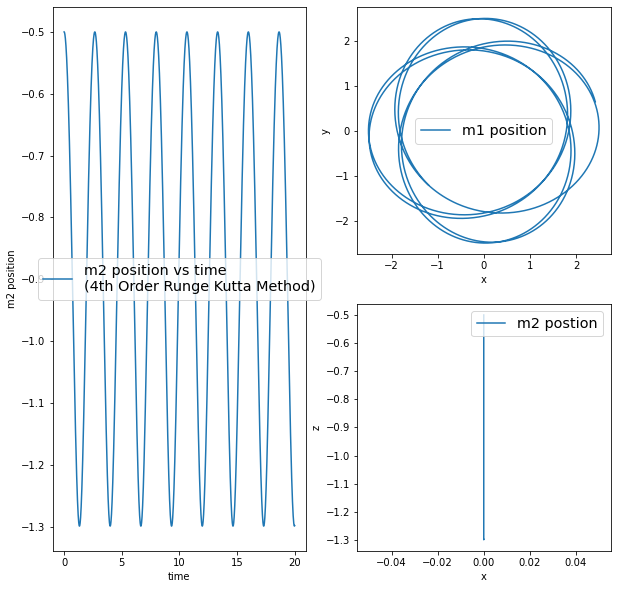 −0.5
−0.6
−0.7
−0.8
−0.9
−1.0
−1.1
−1.2
−1.3
m2 position
m2 position vs time
(4th Order Runge Kutta Method)
0 5 10 15 20
time
2
1
0
−1
−2
y
m1 position
−2 −1 0 1 2
x
−0.5
−0.6
−0.7
−0.8
−0.9
−1.0
−1.1
−1.2
−1.3
z
m2 postion
−0.04 −0.02 0.00 0.02 0.04
x